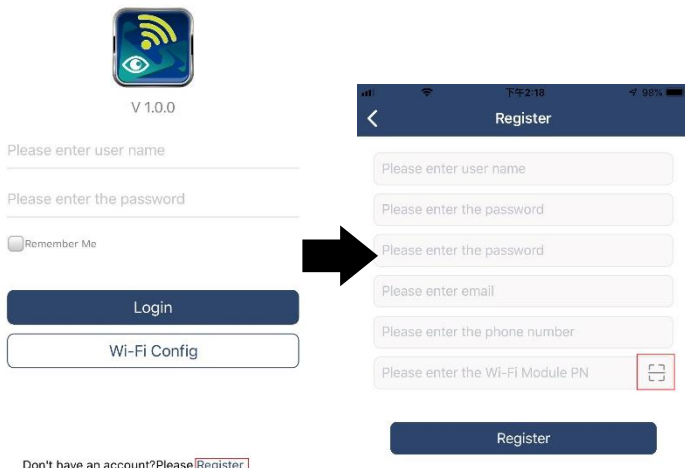 V 1.0.0
Please enter user name
Please enter the password
Remember Me
Login
Wi-Fi Config
Don't have an account?Please Register
下午2:18
98%
Register
Please enter user name
Please enter the password
Please enter the password
Please enter email
Please enter the phone number
Please enter the Wi-Fi Module PN
Register